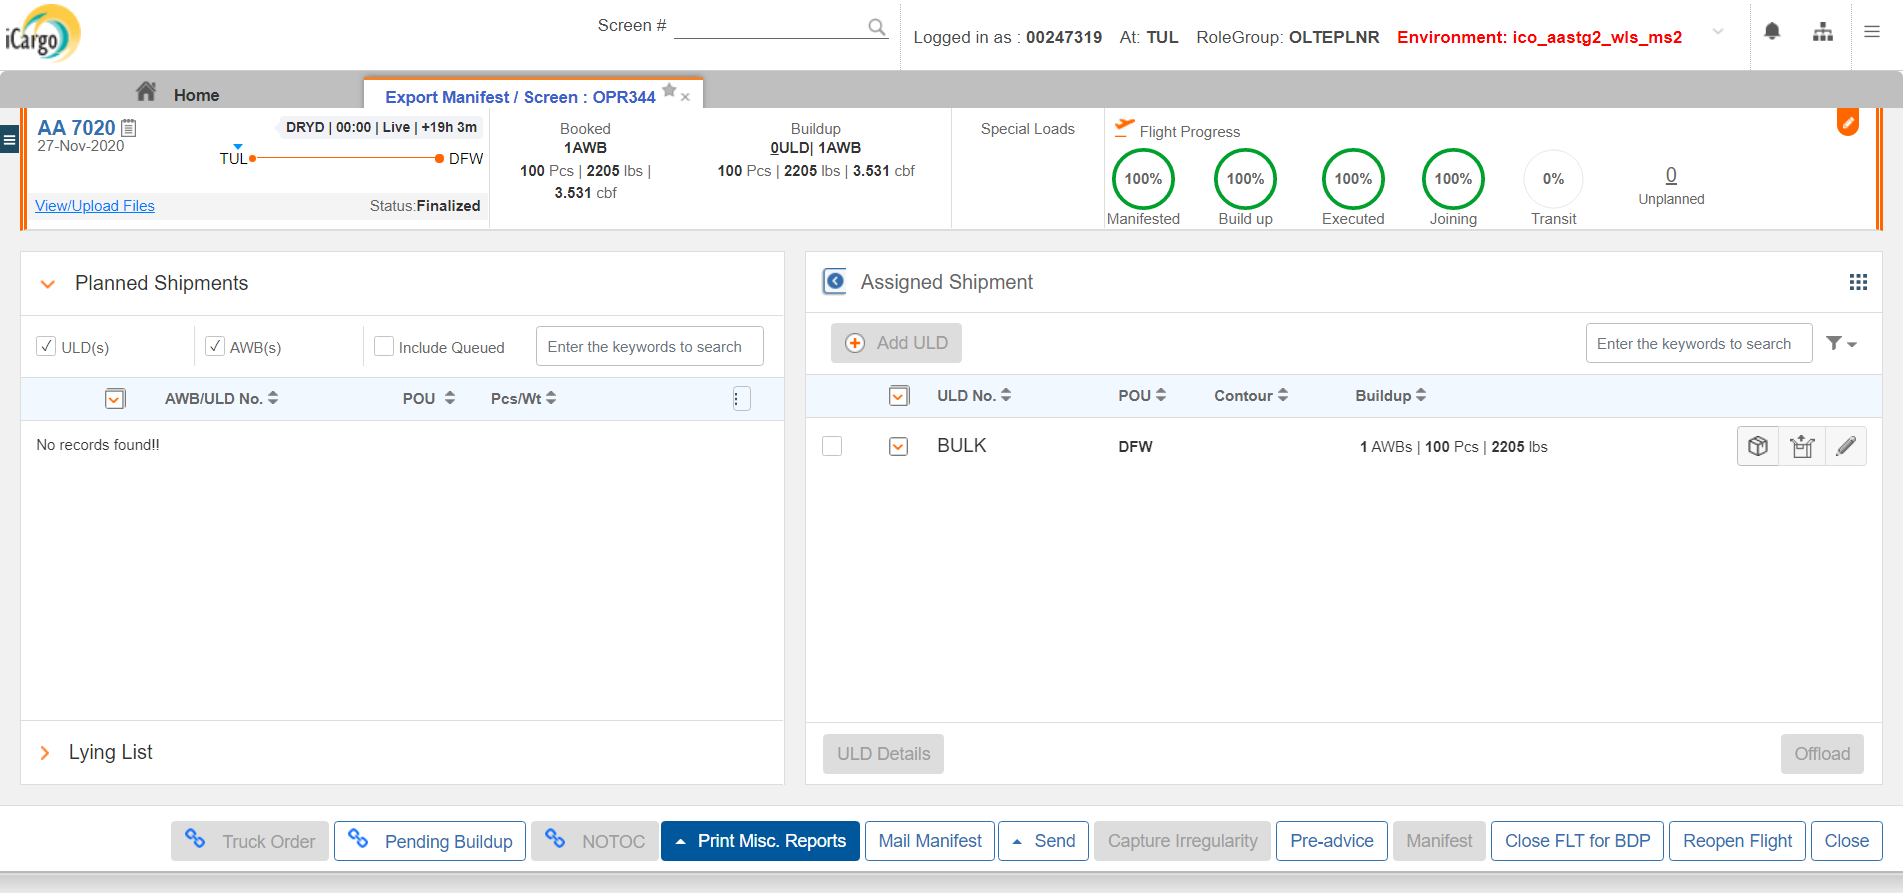 iCargo
Screen #
Logged in as : 00247319 At: TUL RoleGroup: OLTEPLNR Environment: ico_aastg2_wls_ms2
Home
Export Manifest / Screen : OPR344
AA 7020
27-Nov-2020
DRYD | 00:00 | Live | +19h 3m
TUL DFW
View/Upload Files
Status:Finalized
Booked
1AWB
100 Pcs | 2205 lbs |
3.531 cbf
Buildup
0ULD| 1AWB
100 Pcs | 2205 lbs | 3.531 cbf
Special Loads
Flight Progress
100% 100% 100% 100% 0% 0
Manifested Build up Executed Joining Transit Unplanned
Planned Shipments
ULD(s) AWB(s) Include Queued Enter the keywords to search
AWB/ULD No. POU Pcs/Wt
No records found!!
Lying List
Assigned Shipment
Add ULD Enter the keywords to search
ULD No. POU Contour Buildup
BULK DFW 1 AWBs | 100 Pcs | 2205 lbs
ULD Details Offload
Truck Order Pending Buildup NOTOC Print Misc. Reports Mail Manifest Send Capture Irregularity Pre-advice Manifest Close FLT for BDP Reopen Flight Close